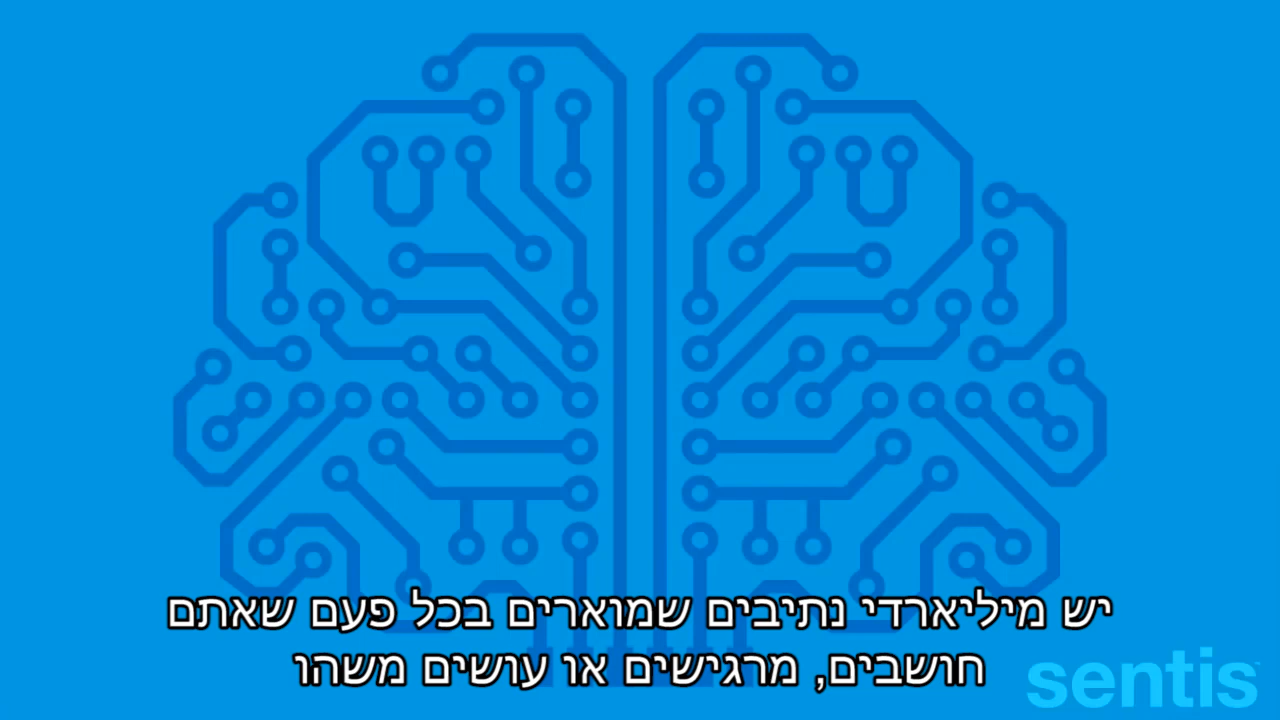 יש מיליארדי נתיבים שמוארים בכל פעם שאתם
חושבים, מרגישים או עושים משהו
sentis